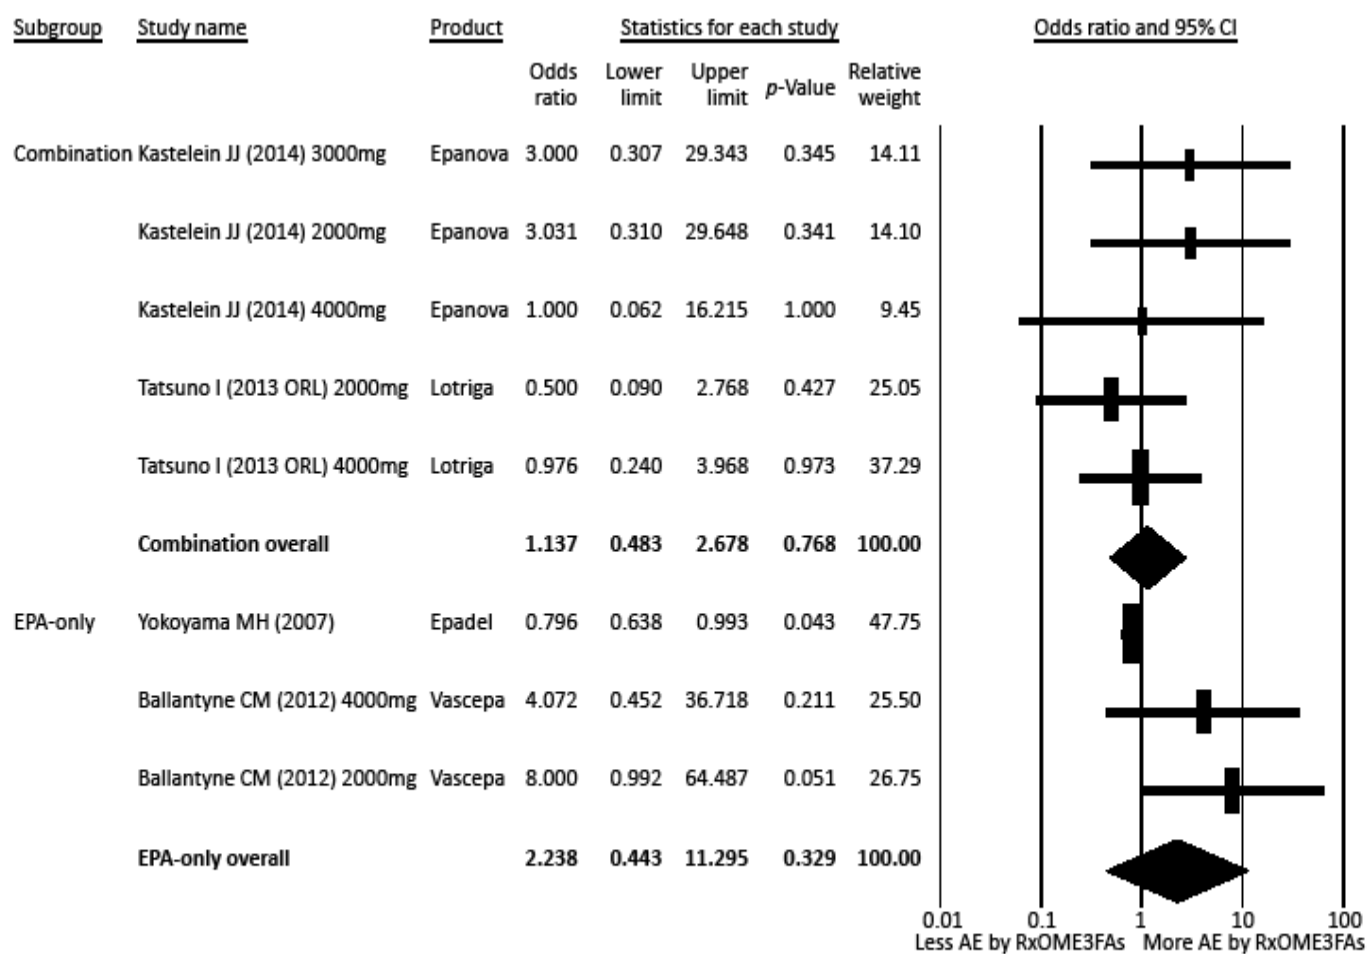 Subgroup Study name Product Statistics for each study Odds ratio and 95% CI
Odds ratio Lower limit Upper limit p-Value Relative weight
Combination Kastelein JJ (2014) 3000mg Epanova 3.000 0.307 29.343 0.345 14.11
Kastelein JJ (2014) 2000mg Epanova 3.031 0.310 29.648 0.341 14.10
Kastelein JJ (2014) 4000mg Epanova 1.000 0.062 16.215 1.000 9.45
Tatsuno I (2013 ORL) 2000mg Lotriga 0.500 0.090 2.768 0.427 25.05
Tatsuno I (2013 ORL) 4000mg Lotriga 0.976 0.240 3.968 0.973 37.29
Combination overall 1.137 0.483 2.678 0.768 100.00
EPA-only Yokoyama MH (2007) Epadel 0.796 0.638 0.993 0.043 47.75
Ballantyne CM (2012) 4000mg Vascepa 4.072 0.452 36.718 0.211 25.50
Ballantyne CM (2012) 2000mg Vascepa 8.000 0.992 64.487 0.051 26.75
EPA-only overall 2.238 0.443 11.295 0.329 100.00
0.01 0.1 1 10 100
Less AE by RxOME3FAs More AE by RxOME3FAs